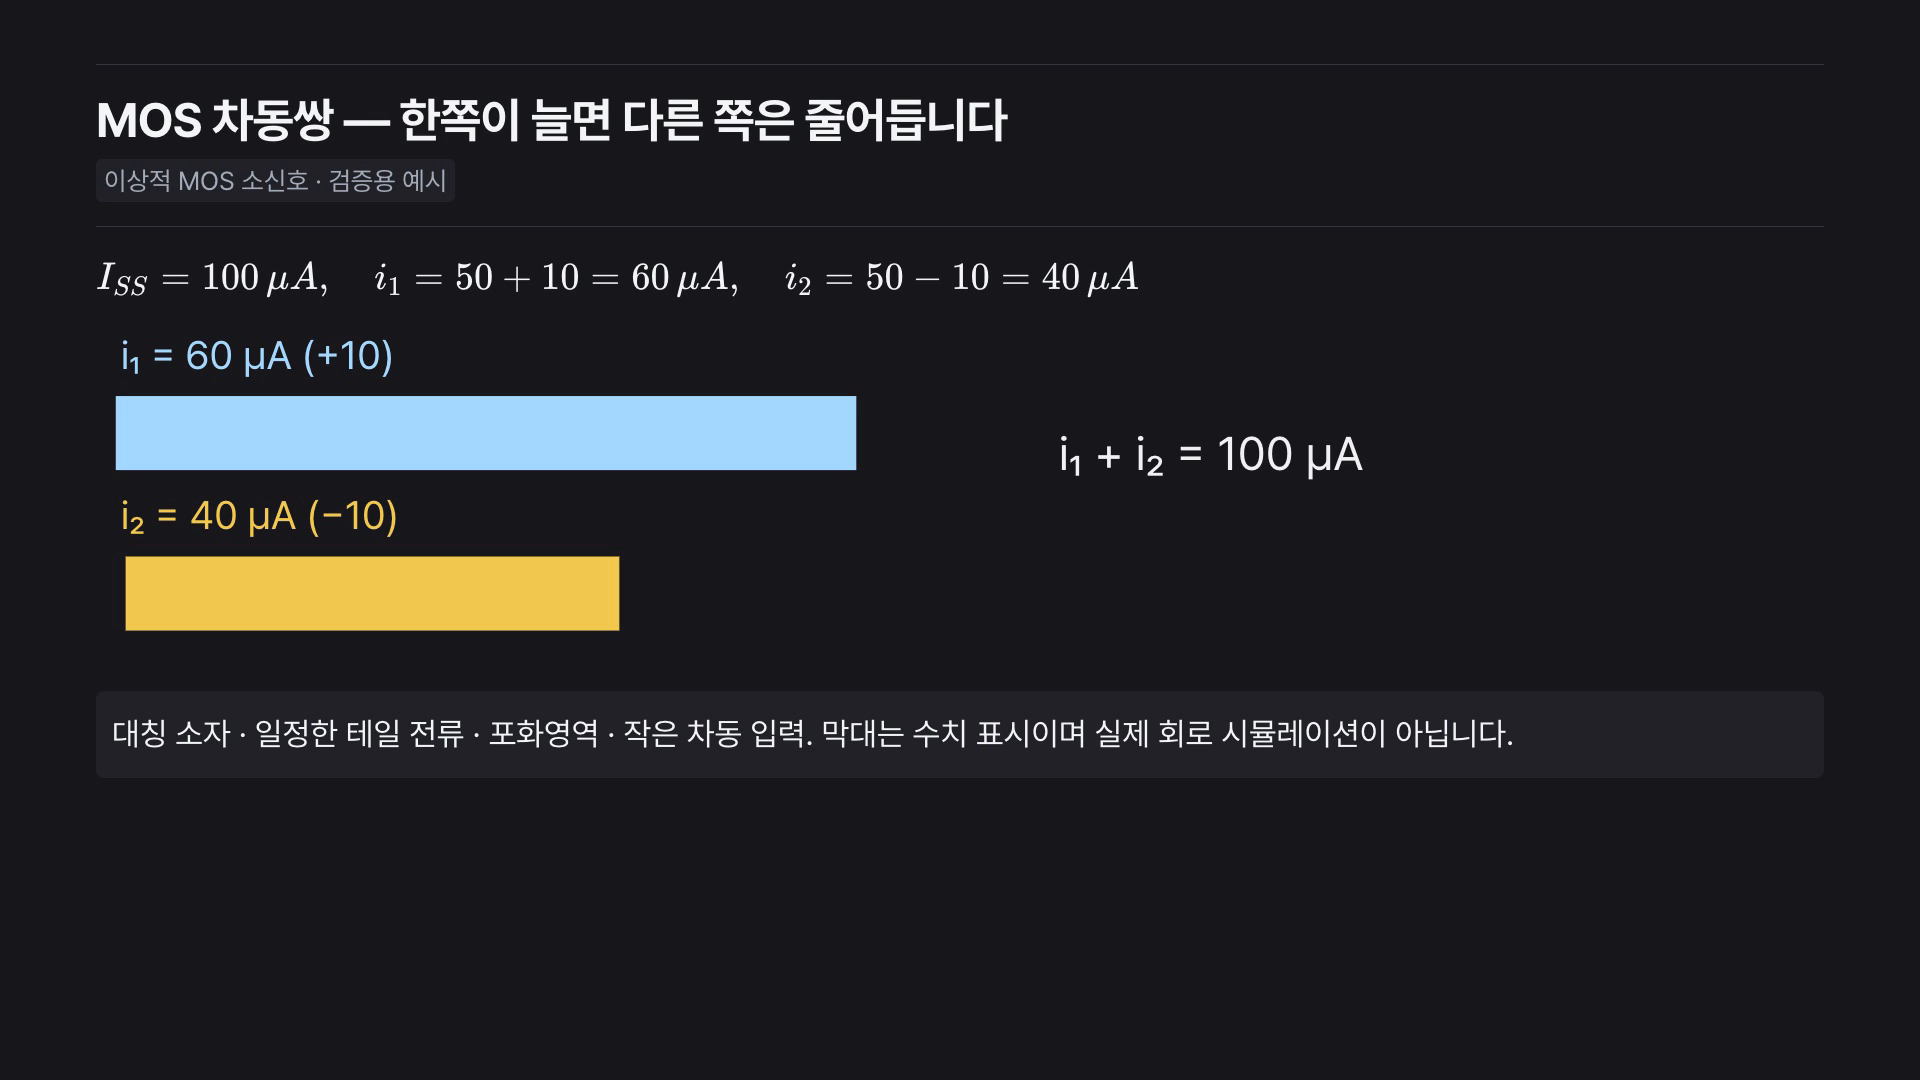 MOS 차동쌍 — 한쪽이 늘면 다른 쪽은 줄어듭니다
이상적 MOS 소신호 · 검증용 예시
I_SS = 100 μA, i₁ = 50 + 10 = 60 μA, i₂ = 50 − 10 = 40 μA
i₁ = 60 μA (+10)
i₁ + i₂ = 100 μA
i₂ = 40 μA (−10)
대칭 소자 · 일정한 테일 전류 · 포화영역 · 작은 차동 입력. 막대는 수치 표시이며 실제 회로 시뮬레이션이 아닙니다.